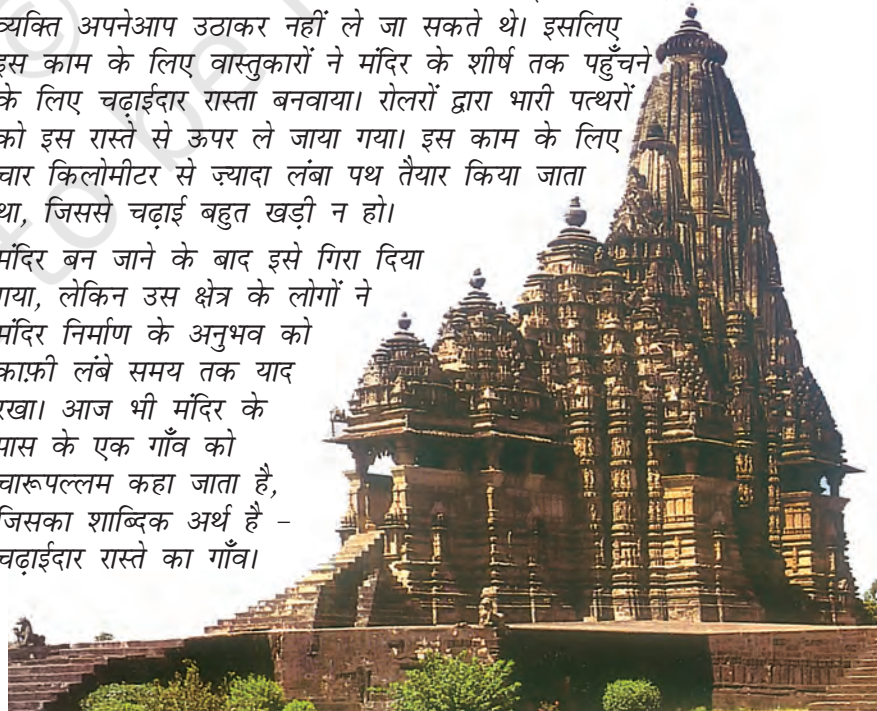 व्यक्ति अपनेआप उठाकर नहीं ले जा सकते थे। इसलिए
इस काम के लिए वास्तुकारों ने मंदिर के शीर्ष तक पहुँचने
के लिए चढ़ाईदार रास्ता बनवाया। रोलरों द्वारा भारी पत्थरों
को इस रास्ते से ऊपर ले जाया गया। इस काम के लिए
चार किलोमीटर से ज़्यादा लंबा पथ तैयार किया जाता
था, जिससे चढ़ाई बहुत खड़ी न हो।
मंदिर बन जाने के बाद इसे गिरा दिया
गया, लेकिन उस क्षेत्र के लोगों ने
मंदिर निर्माण के अनुभव को
काफ़ी लंबे समय तक याद
रखा। आज भी मंदिर के
पास के एक गाँव को
चारूपल्लम कहा जाता है,
जिसका शाब्दिक अर्थ है –
चढ़ाईदार रास्ते का गाँव।
to be